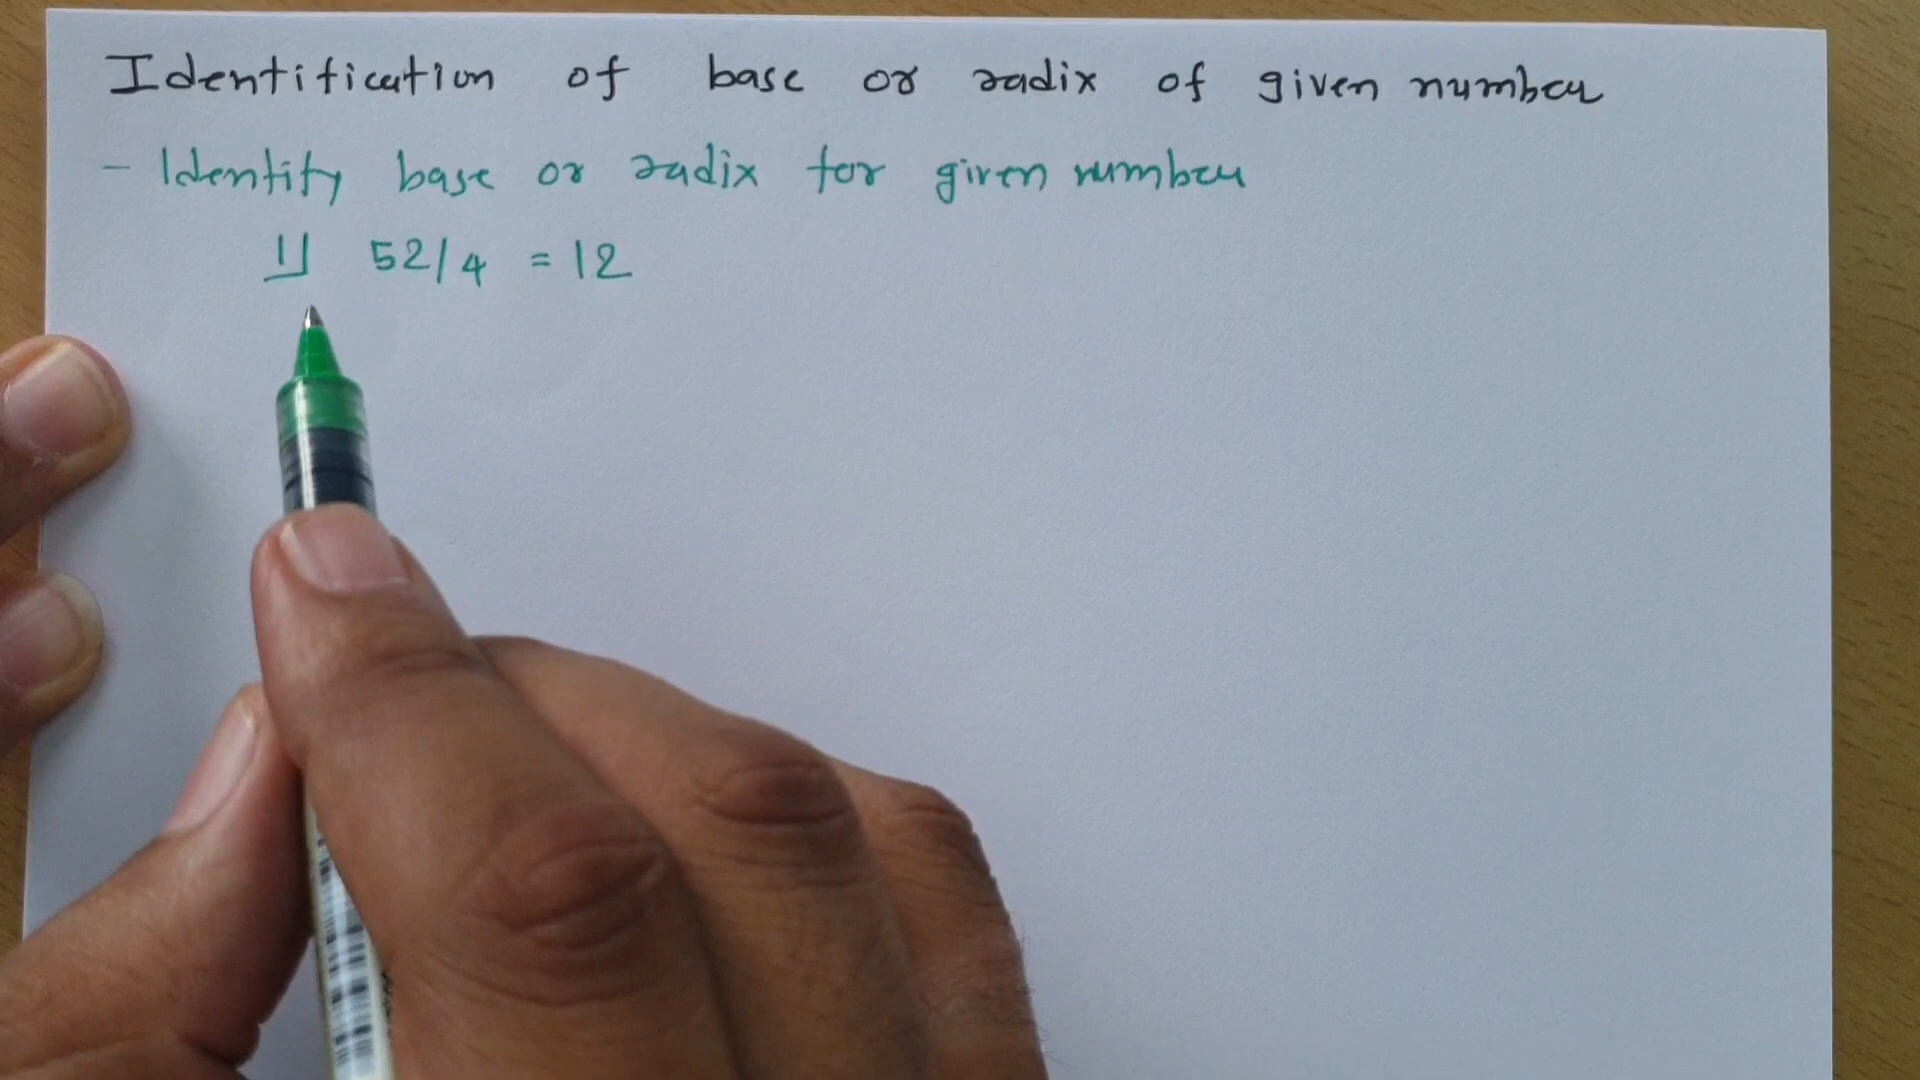 Identification of base or radix of given number
- Identify base or radix for given number
1) 52/4 = 12